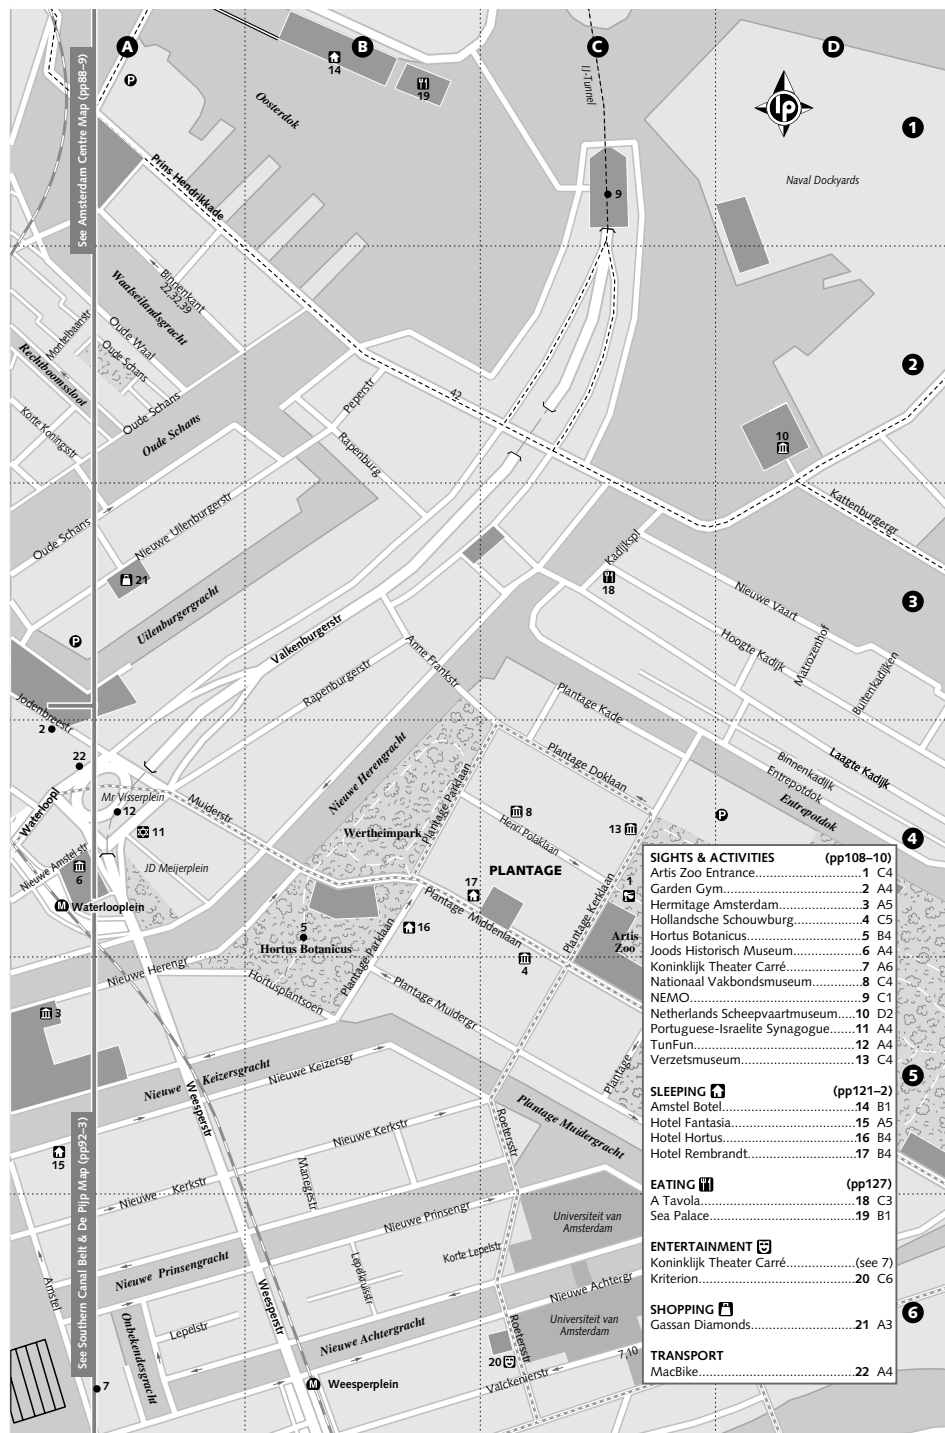 A
B
C
D
See Amsterdam Centre Map (pp88–9)
P
14
19
IJ-Tunnel
lp
1
Oosterdok
Prins Hendrikkade
Naval Dockyards
9
Binnenkant
22,32,39
Waalseilandsgracht
Montelbaanstr
Oude Waal
Oude Schans
Rechtboomssloot
2
Peperstr
42
Oude Schans
Korte Koningsstr
Oude Schans
Rapenburg
10
Kattenburgergr
Oude Schans
Nieuwe Uilenburgerstr
Kadijkspl
21
18
3
Uilenburgergracht
Nieuwe Vaart
P
Valkenburgerstr
Anne Frankstr
Hoogte Kadijk
Matrozenhof
Buitenkadijken
Rapenburgerstr
Plantage Kade
Jodenbreestr
2
22
Nieuwe Herengracht
Plantage Doklaan
Laagte Kadijk
Binnenkadijk
Entrepotdok
Entrepotdok
Mr Visserplein
Waterloopl
12
Muiderstr
Plantage Parklaan
8
P
11
Wertheimpark
Henri Polaklaan
13
4
Nieuwe Amstel str
JD Meijerplein
6
PLANTAGE
17
1
M Waterlooplein
Plantage Middenlaan
Plantage Kerklaan
16
5
Hortus Botanicus
Artis
Zoo
4
Plantage Parklaan
Nieuwe Herengr
Hortusplantsoen
Plantage Muidergr
3
Nieuwe Keizersgracht
Nieuwe Keizersgr
Plantage
5
Weesperstr
Plantage Muidergracht
Roetersstr
Nieuwe Kerkstr
15
Manegestr
Nieuwe Kerkstr
See Southern Canal Belt & De Pijp Map (pp92–3)
Nieuwe Prinsengr
Universiteit van
Amsterdam
Korte Lepelstr
Nieuwe Prinsengracht
Lepelkruisstr
Nieuwe Achtergr
Amstel
Weesperstr
Onbekendesgracht
Lepelstr
Nieuwe Achtergracht
Roetersstr
Universiteit van
Amsterdam
6
7,10
20
7
M Weesperplein
Valckenierstr
SIGHTS & ACTIVITIES (pp108–10)
Artis Zoo Entrance....................1 C4
Garden Gym..............................2 A4
Hermitage Amsterdam...............3 A5
Hollandsche Schouwburg...........4 C5
Hortus Botanicus.......................5 B4
Joods Historisch Museum...........6 A4
Koninklijk Theater Carré............7 A6
Nationaal Vakbondsmuseum......8 C4
NEMO........................................9 C1
Netherlands Scheepvaartmuseum.....10 D2
Portuguese-Israelite Synagogue.......11 A4
TunFun......................................12 A4
Verzetsmuseum.........................13 C4
SLEEPING (pp121–2)
Amstel Botel..............................14 B1
Hotel Fantasia............................15 A5
Hotel Hortus..............................16 B4
Hotel Rembrandt.......................17 B4
EATING (pp127)
A Tavola....................................18 C3
Sea Palace.................................19 B1
ENTERTAINMENT
Koninklijk Theater Carré...............(see 7)
Kriterion....................................20 C6
SHOPPING
Gassan Diamonds......................21 A3
TRANSPORT
MacBike....................................22 A4